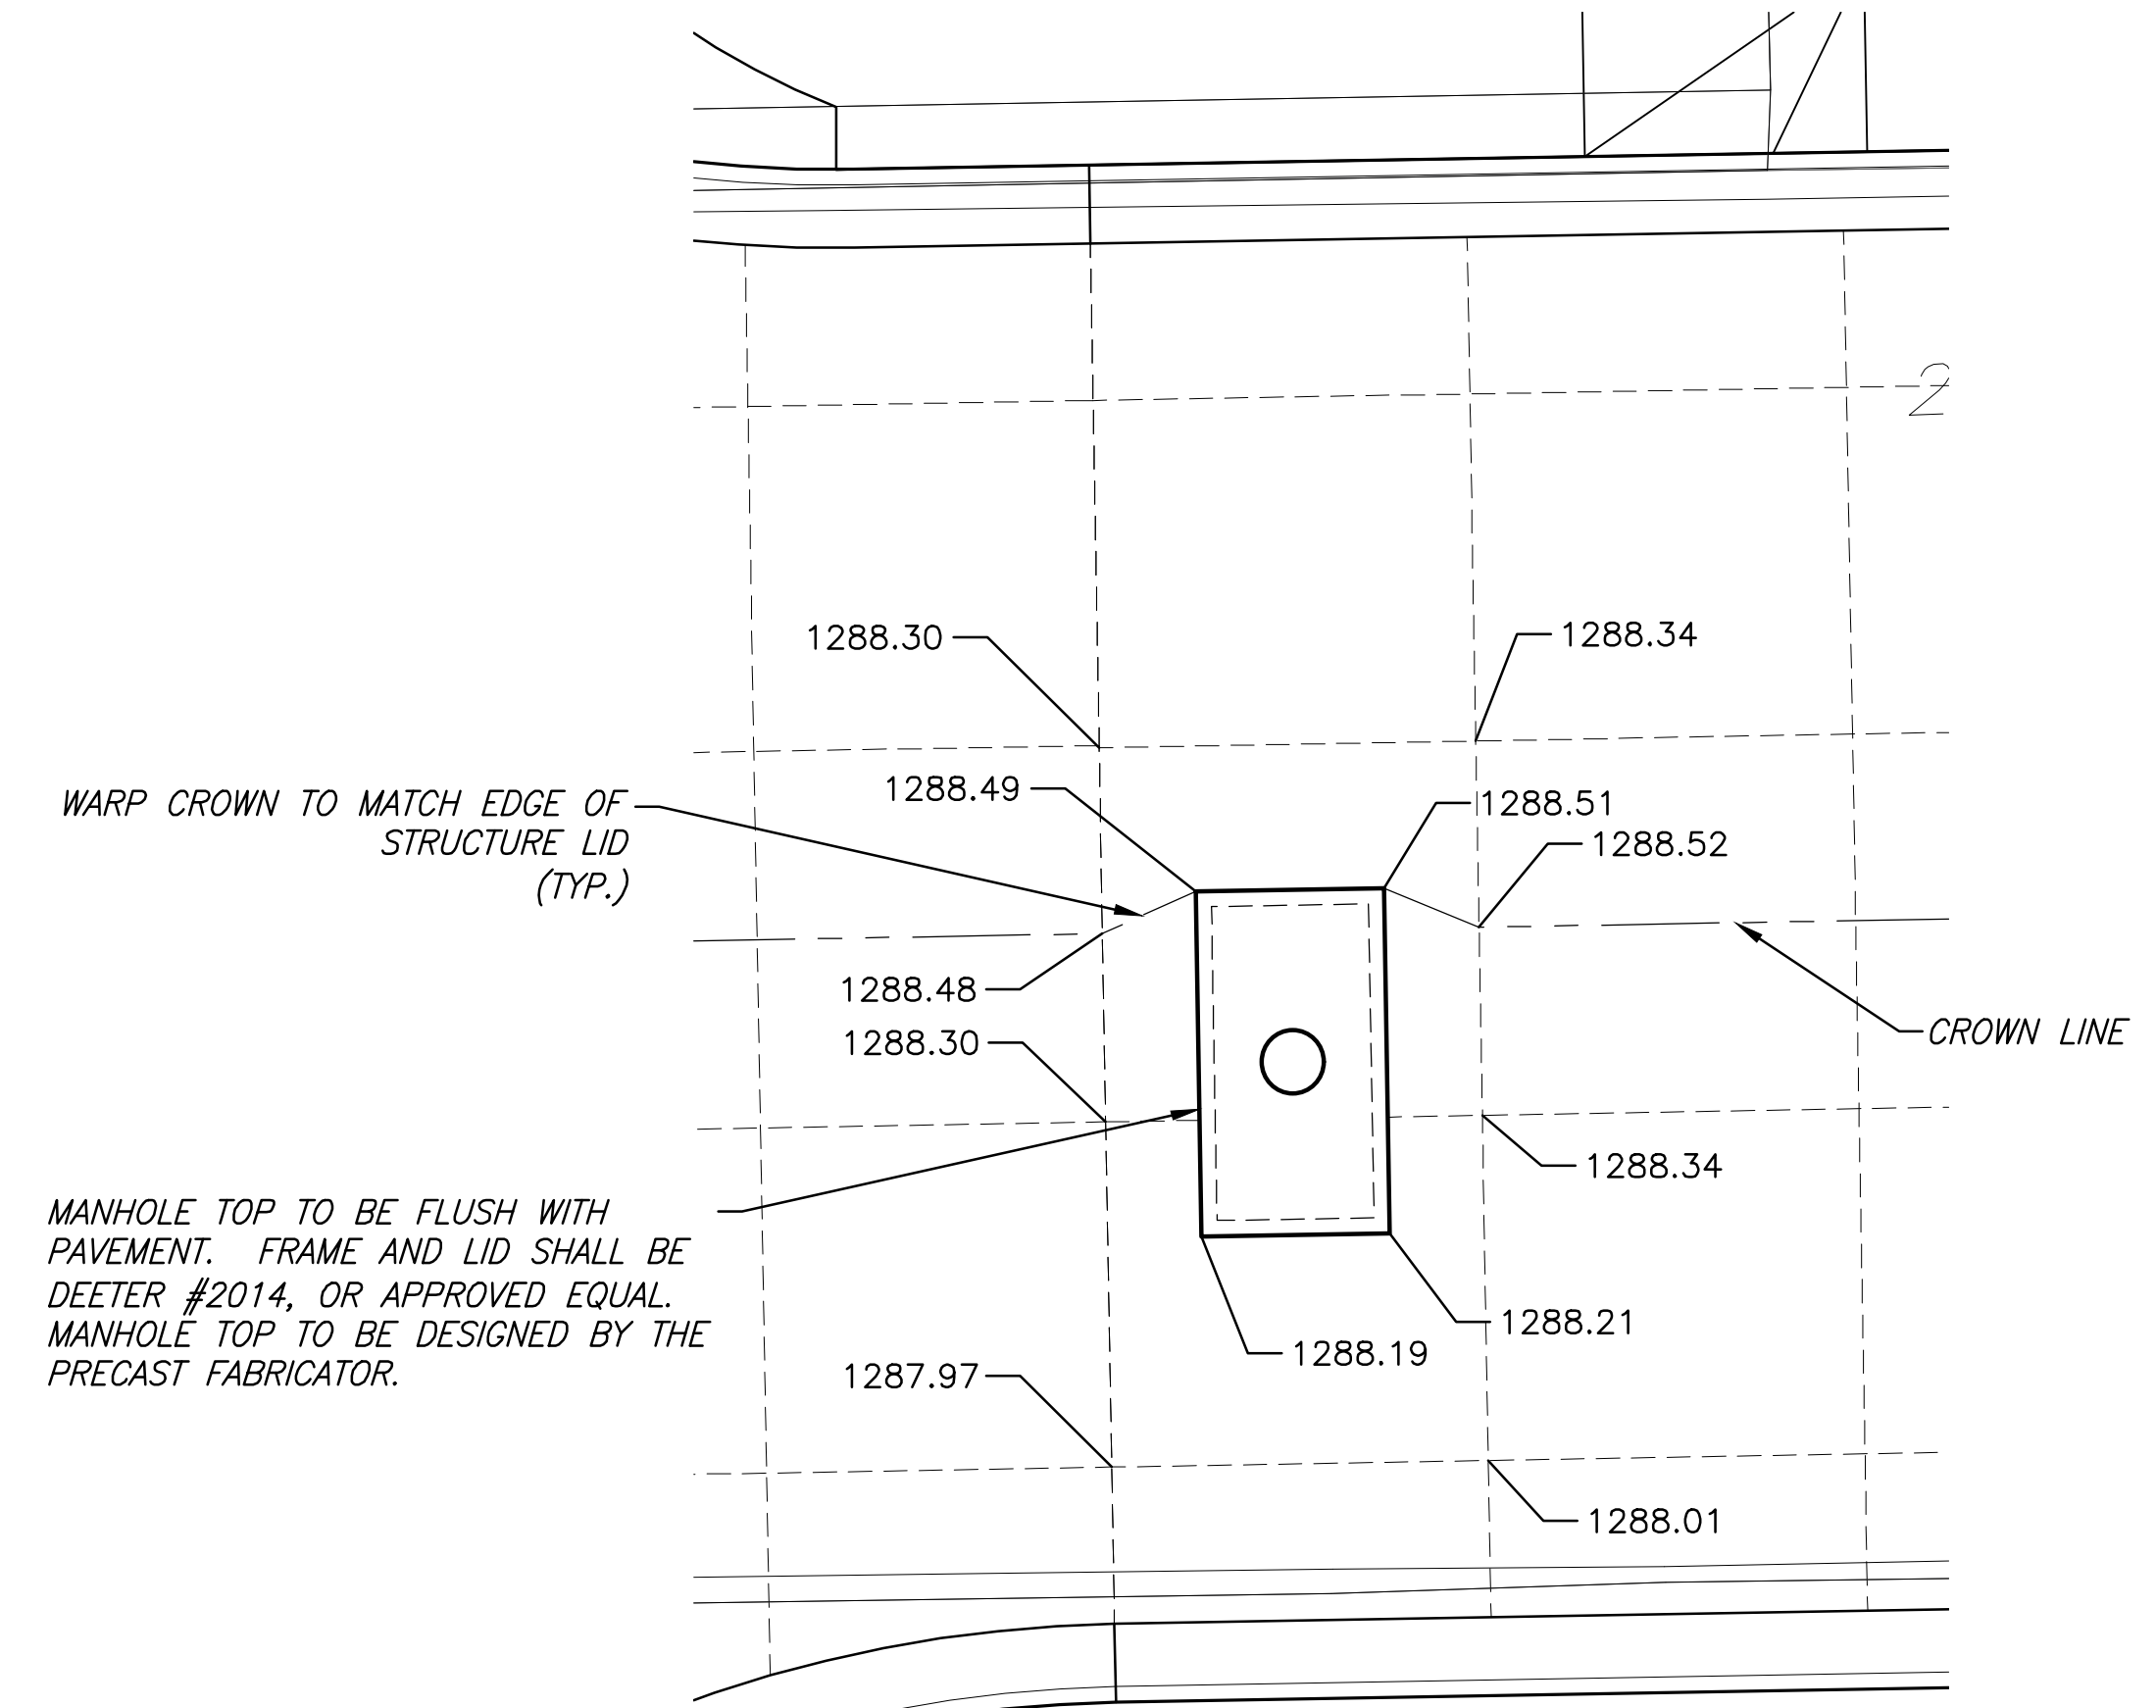 2
1288.30
1288.34
1288.49
WARP CROWN TO MATCH EDGE OF
STRUCTURE LID
(TYP.)
1288.51
1288.52
1288.48
1288.30
CROWN LINE
1288.34
MANHOLE TOP TO BE FLUSH WITH
PAVEMENT. FRAME AND LID SHALL BE
DEETER #2014, OR APPROVED EQUAL.
MANHOLE TOP TO BE DESIGNED BY THE
PRECAST FABRICATOR.
1288.21
1288.19
1287.97
1288.01